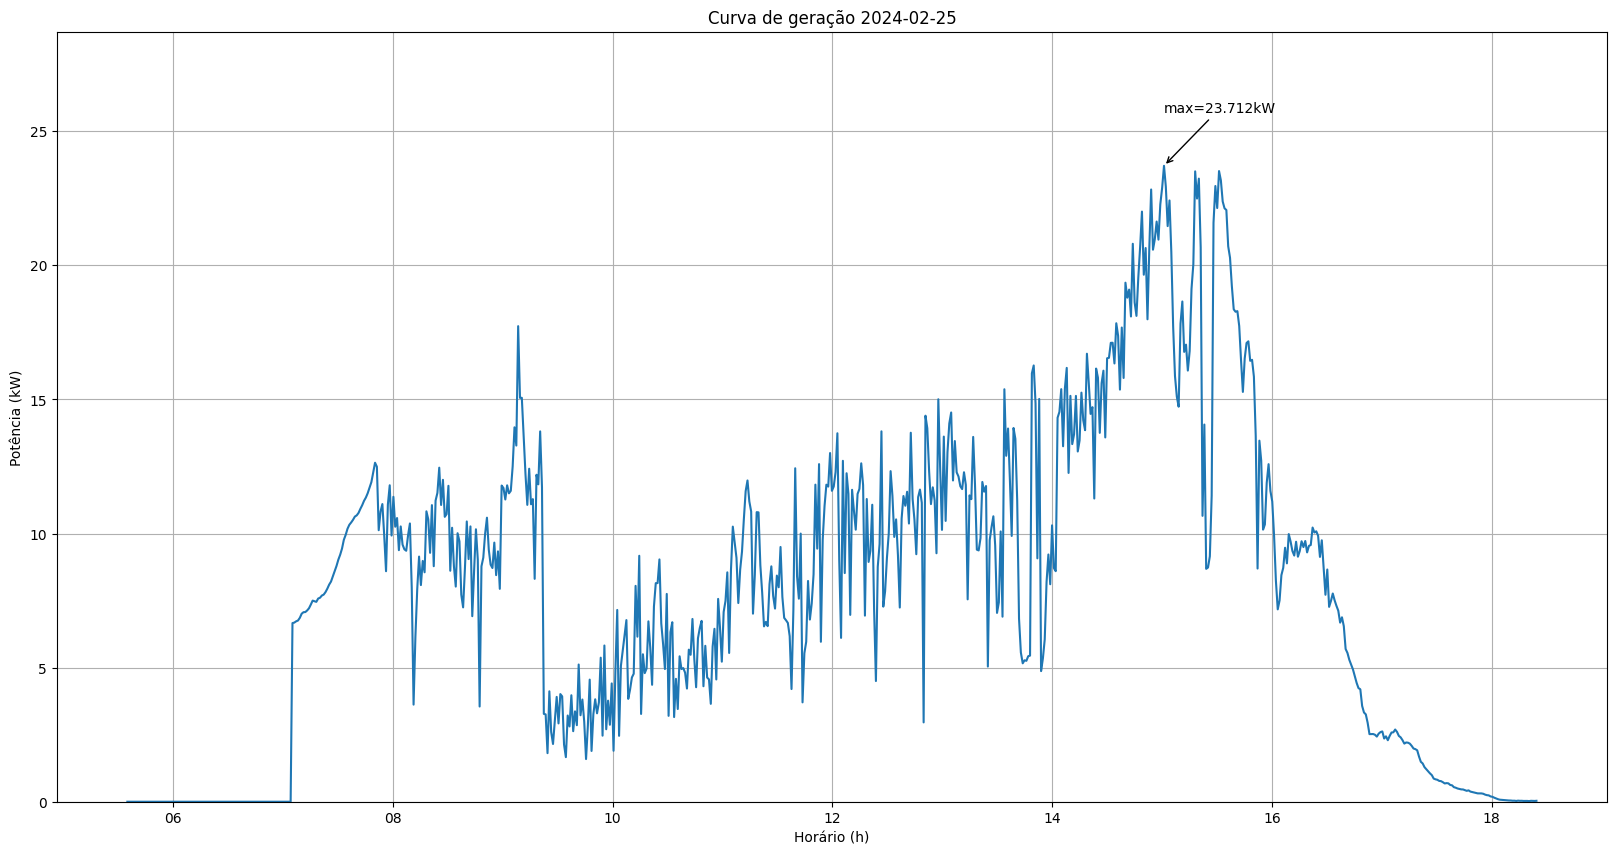 Curva de geração 2024-02-25
max=23.712kW
25
20
15
10
5
0
Potência (kW)
06 08 10 12 14 16 18
Horário (h)